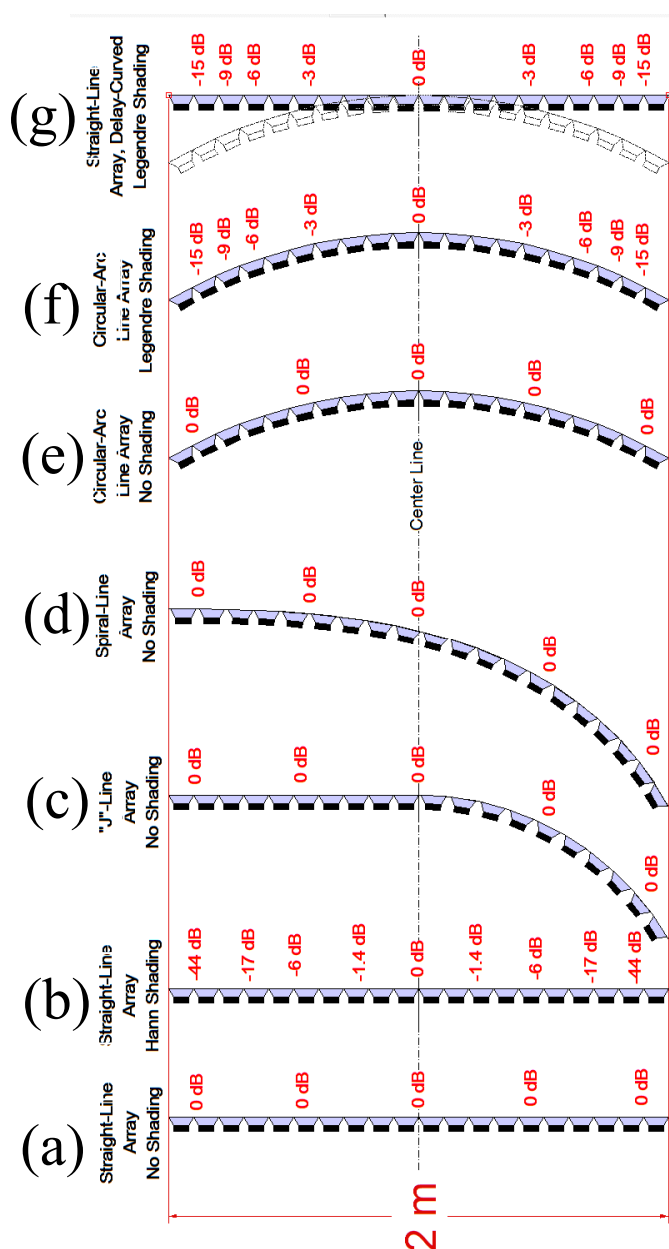 (a)
Straight-Line
Array
No Shading
0 dB
0 dB
0 dB
0 dB
0 dB
(b)
Straight-Line
Array
Hann Shading
-44 dB
-17 dB
-6 dB
-1.4 dB
0 dB
-1.4 dB
-6 dB
-17 dB
-44 dB
(c)
"J"-Line
Array
No Shading
0 dB
0 dB
0 dB
0 dB
0 dB
(d)
Spiral-Line
Array
No Shading
0 dB
0 dB
0 dB
0 dB
0 dB
(e)
Circular-Arc
Line Array
No Shading
0 dB
0 dB
0 dB
0 dB
0 dB
(f)
Circular-Arc
Line Array
Legendre Shading
-15 dB
-9 dB
-6 dB
-3 dB
0 dB
-3 dB
-6 dB
-9 dB
-15 dB
(g)
Straight-Line
Array, Delay-Curved
Legendre Shading
-15 dB
-9 dB
-6 dB
-3 dB
0 dB
-3 dB
-6 dB
-9 dB
-15 dB
Center Line
2 m